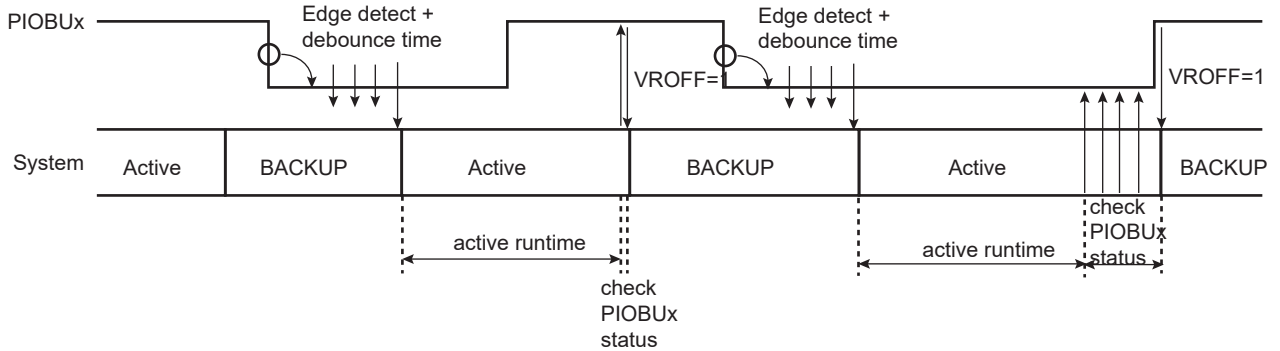 PIOBUx
Edge detect +
debounce time
VROFF=1
Edge detect +
debounce time
VROFF=1
System
Active
BACKUP
Active
BACKUP
Active
BACKUP
active runtime
check
PIOBUx
status
active runtime
check
PIOBUx
status